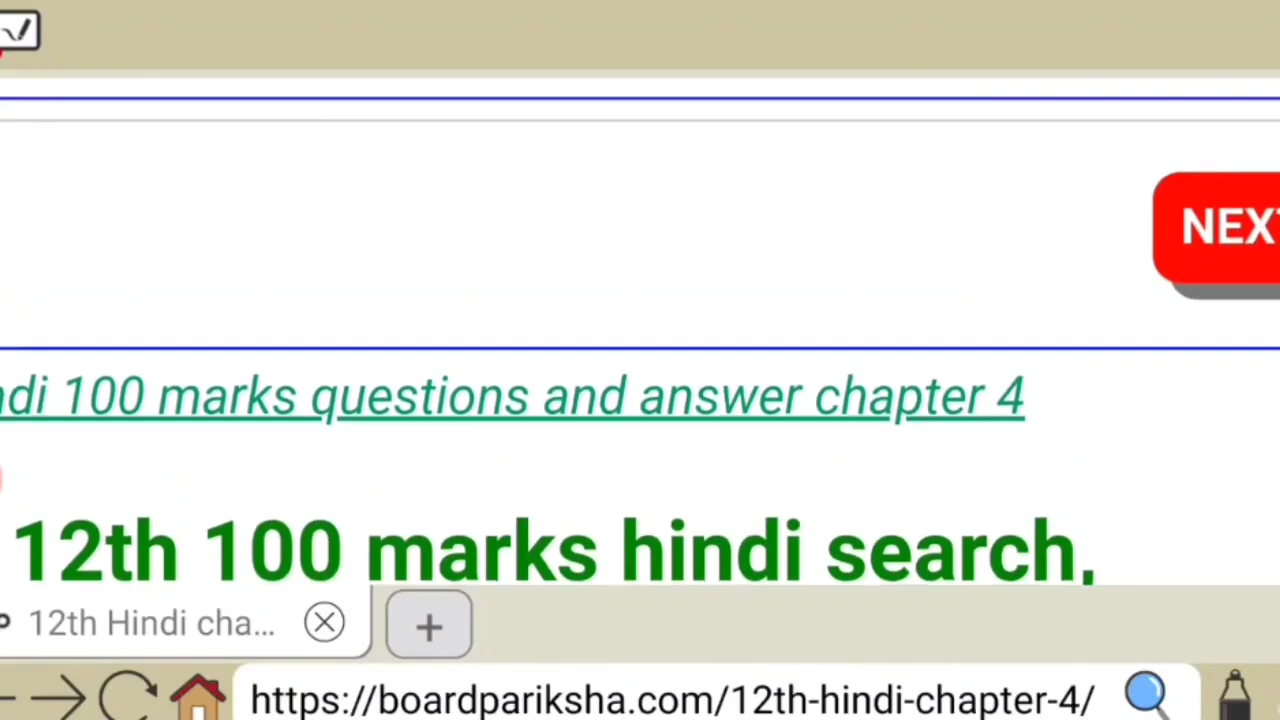 NEXT
di 100 marks questions and answer chapter 4
12th 100 marks hindi search,
12th Hindi cha...
https://boardpariksha.com/12th-hindi-chapter-4/